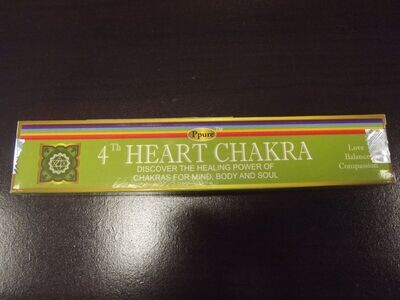 Ppure
4Th HEART CHAKRA
DISCOVER THE HEALING POWER OF
CHAKRAS FOR MIND, BODY AND SOUL
Love
Balance
Compassion